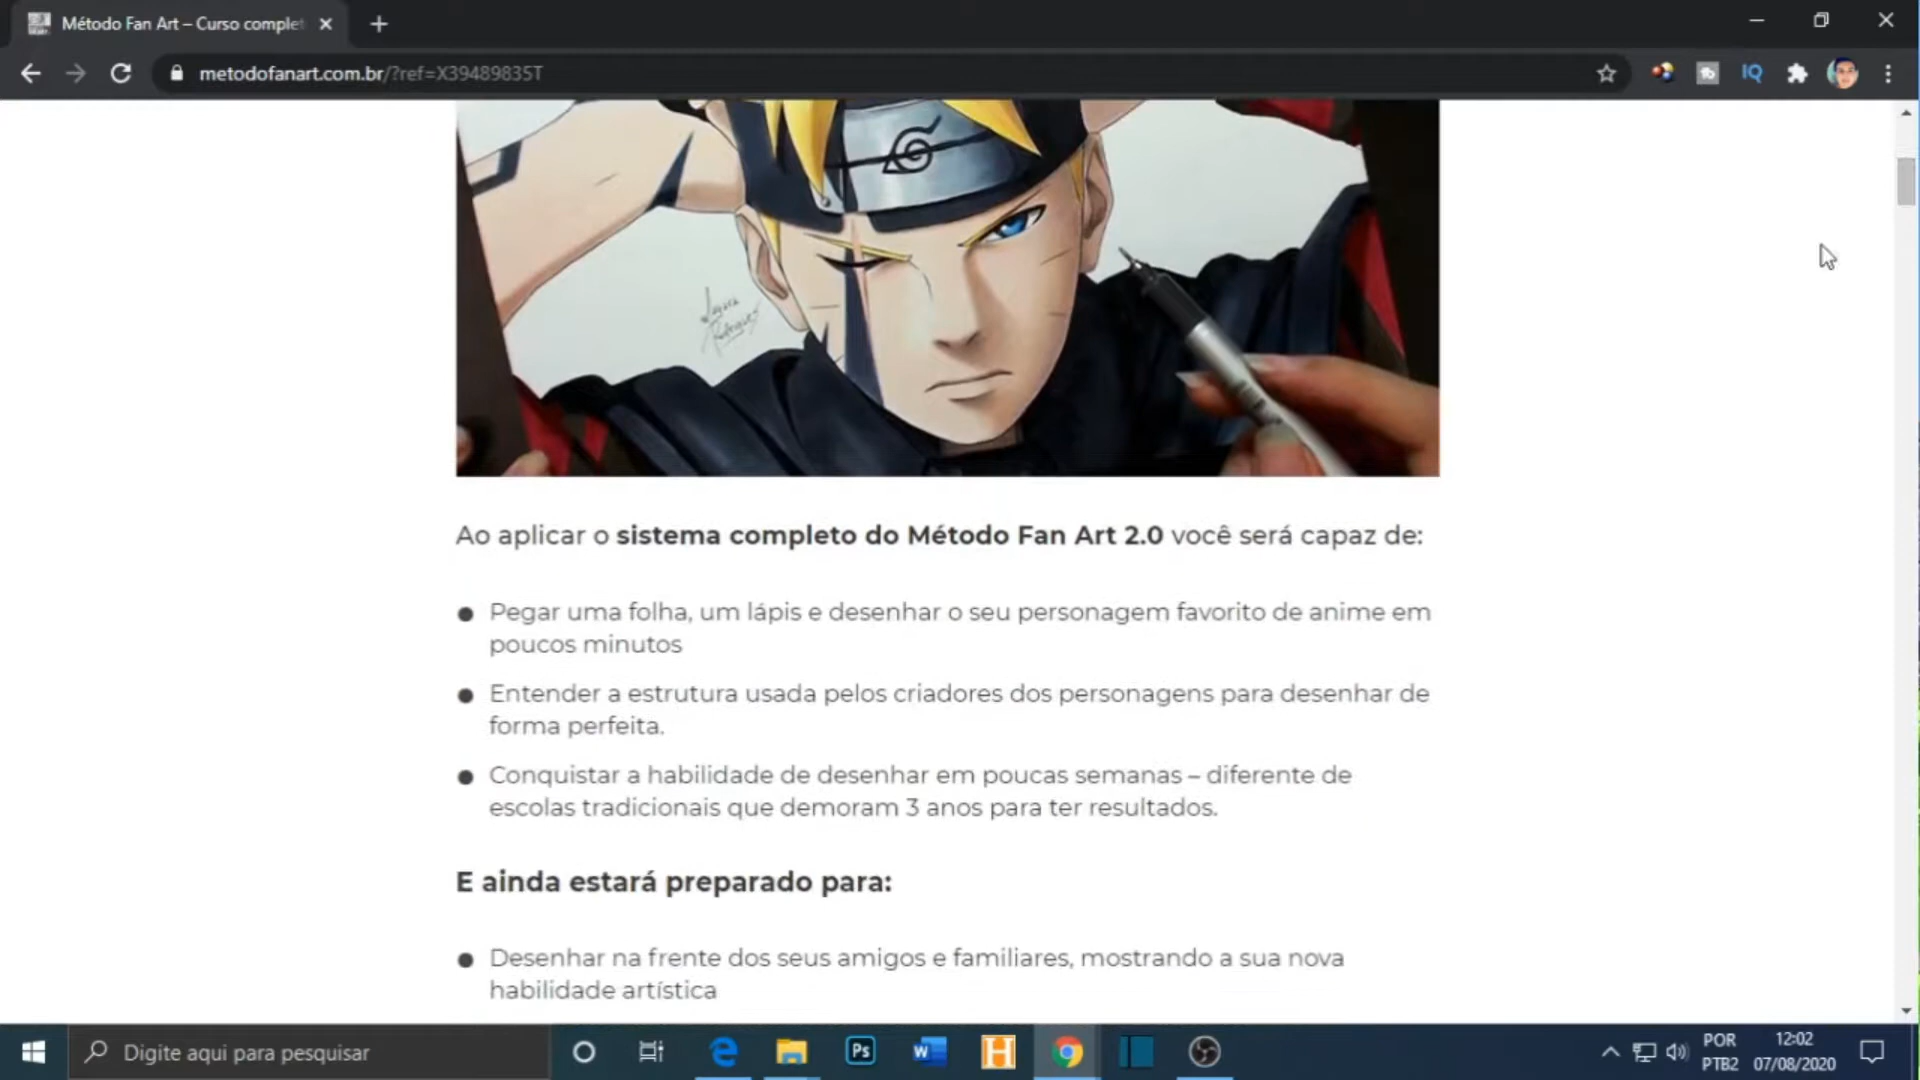 Método Fan Art – Curso complet
metodofanart.com.br/?ref=X39489835T
IQ
Ao aplicar o sistema completo do Método Fan Art 2.0 você será capaz de:
Pegar uma folha, um lápis e desenhar o seu personagem favorito de anime em
poucos minutos
Entender a estrutura usada pelos criadores dos personagens para desenhar de
forma perfeita.
Conquistar a habilidade de desenhar em poucas semanas – diferente de
escolas tradicionais que demoram 3 anos para ter resultados.
E ainda estará preparado para:
Desenhar na frente dos seus amigos e familiares, mostrando a sua nova
habilidade artística
Digite aqui para pesquisar
Ps
W
H
POR
PTB2
12:02
07/08/2020